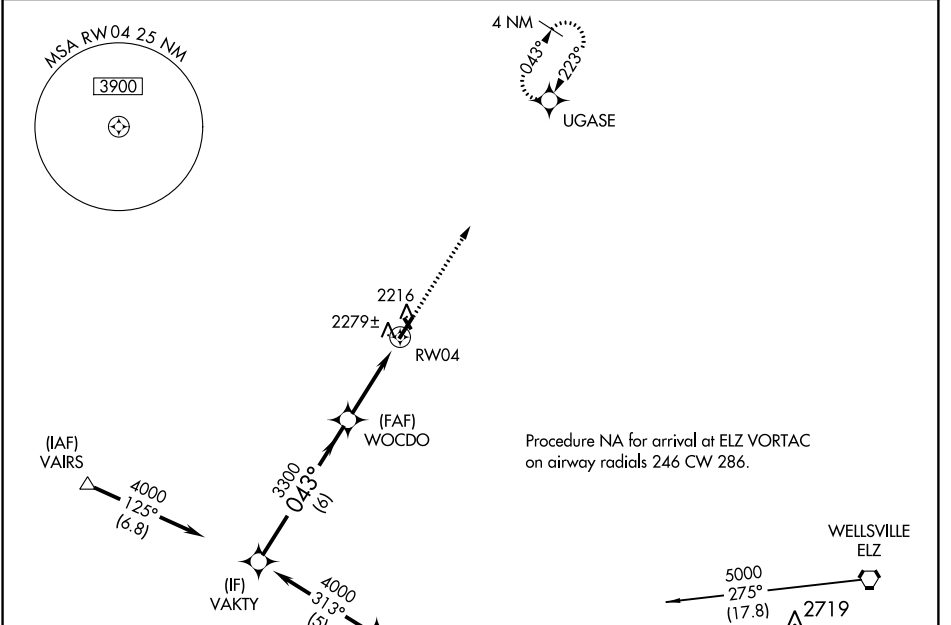 MSA RW04 25 NM
3900
4 NM
043°
223°
UGASE
2216
2279±
RW04
(FAF)
WOCDO
(IAF)
VAIRS
4000
125°
(6.8)
3300
043°
(6)
Procedure NA for arrival at ELZ VORTAC
on airway radials 246 CW 286.
WELLSVILLE
ELZ
(IF)
VAKTY
4000
313°
(5)
5000
275°
(17.8)
2719